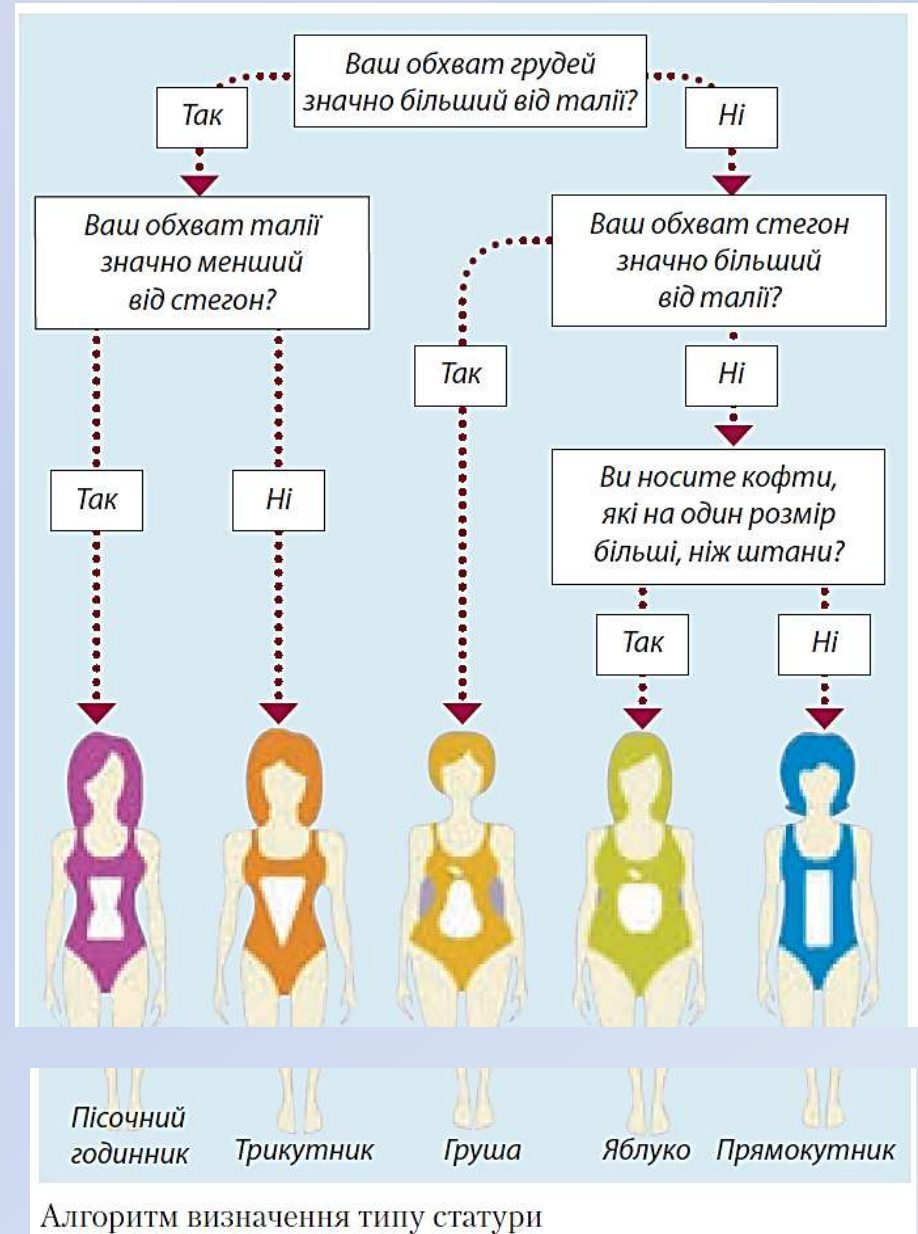 Ваш обхват грудей
значно більший від талії?
Так
Ні
Ваш обхват талії
значно менший
від стегон?
Ваш обхват стегон
значно більший
від талії?
Так
Ні
Так
Ні
Ви носите кофти,
які на один розмір
більші, ніж штани?
Так
Ні
Пісочний
годинник
Трикутник
Груша
Яблуко
Прямокутник
Алгоритм визначення типу статури